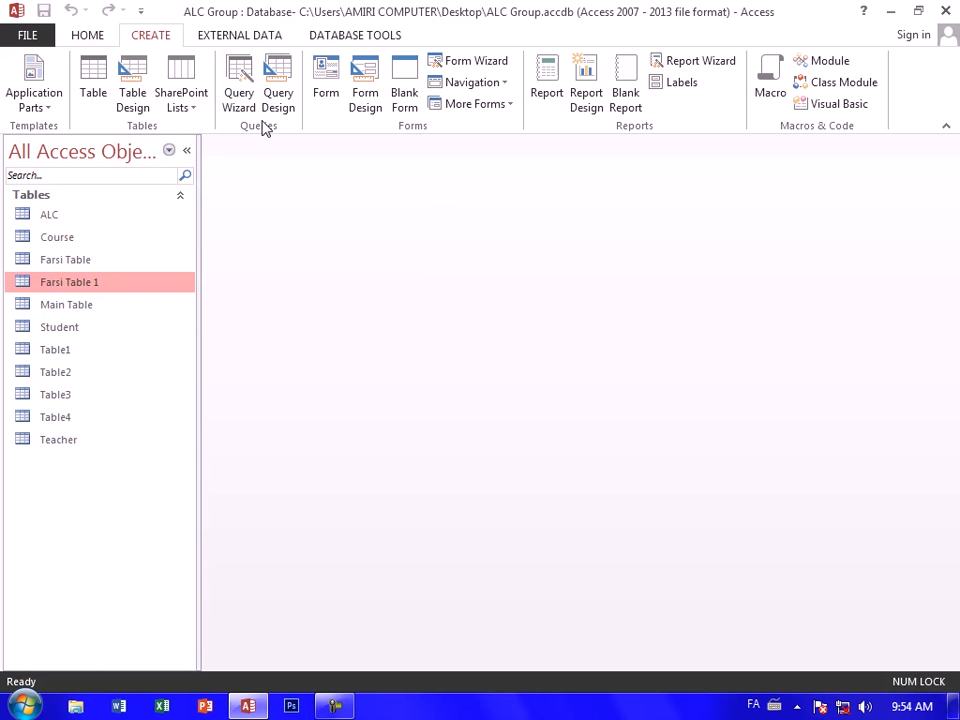 ALC Group : Database- C:\Users\AMIRI COMPUTER\Desktop\ALC Group.accdb (Access 2007 - 2013 file format) - Access
FILE HOME CREATE EXTERNAL DATA DATABASE TOOLS Sign in
Application Parts
Table
Table Design
SharePoint Lists
Query Wizard
Query Design
Form
Form Design
Blank Form
Form Wizard
Navigation
More Forms
Report
Report Design
Blank Report
Report Wizard
Labels
Macro
Module
Class Module
Visual Basic
Templates Tables Queries Forms Reports Macros & Code
All Access Obje...
Search...
Tables
ALC
Course
Farsi Table
Farsi Table 1
Main Table
Student
Table1
Table2
Table3
Table4
Teacher
Ready NUM LOCK
FA 9:54 AM